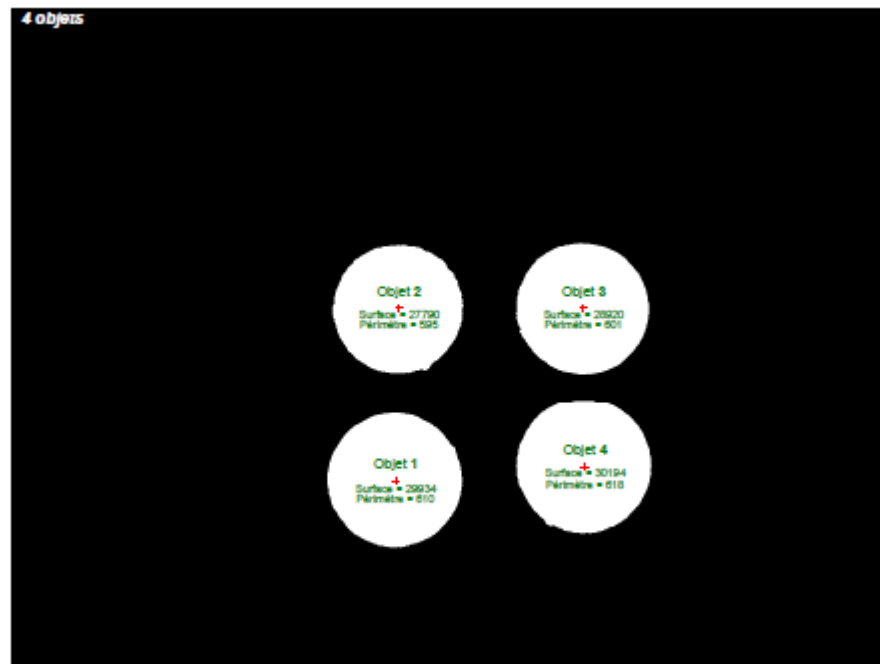 4 objets
Objet 2
Surface = 27790
Périmètre = 595
Objet 3
Surface = 28920
Périmètre = 601
Objet 1
Surface = 29934
Périmètre = 610
Objet 4
Surface = 30194
Périmètre = 618